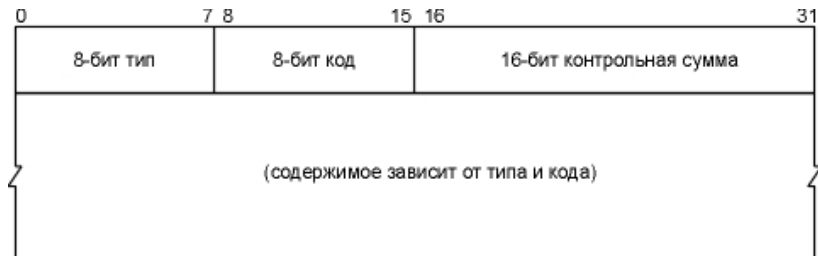 0 7 8 15 16 31
8-бит тип 8-бит код 16-бит контрольная сумма
(содержимое зависит от типа и кода)